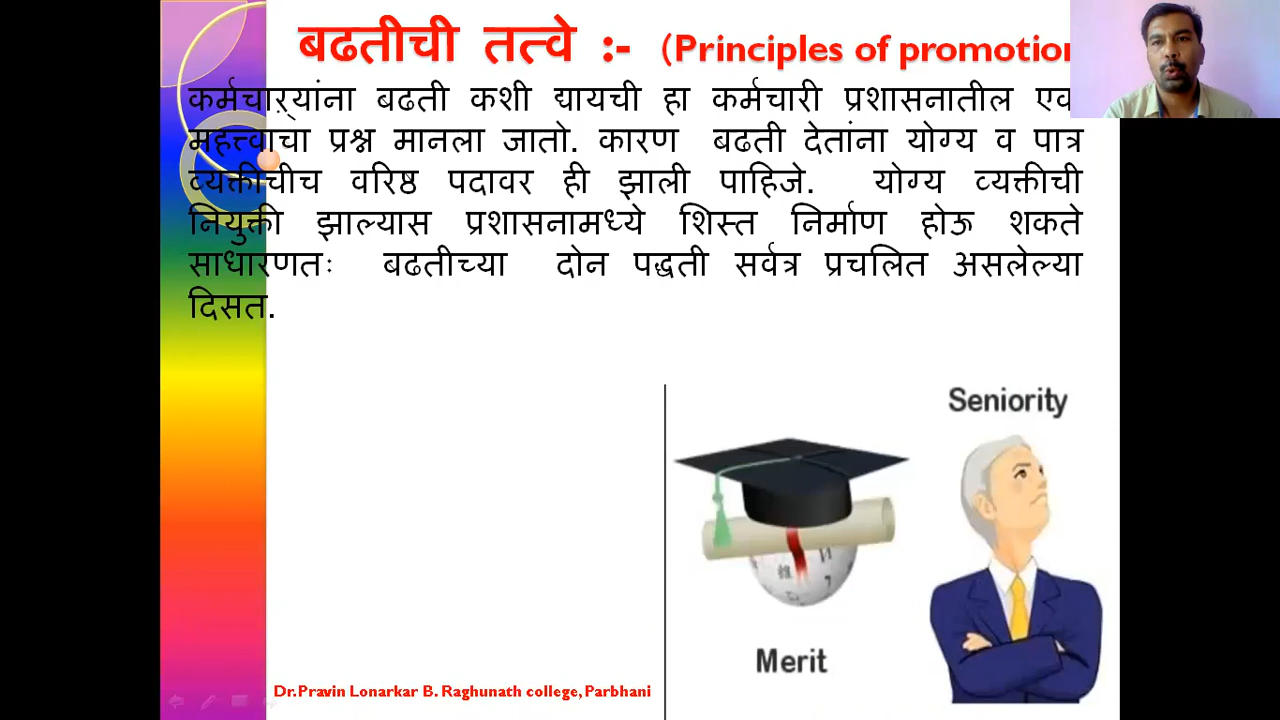 बढतीची तत्वे :- (Principles of promotion
कर्मचाऱ्यांना बढती कशी द्यायची हा कर्मचारी प्रशासनातील एक
महत्त्वाचा प्रश्न मानला जातो. कारण बढती देतांना योग्य व पात्र
व्यक्तीचीच वरिष्ठ पदावर ही झाली पाहिजे. योग्य व्यक्तीची
नियुक्ती झाल्यास प्रशासनामध्ये शिस्त निर्माण होऊ शकते
साधारणतः बढतीच्या दोन पद्धती सर्वत्र प्रचलित असलेल्या
दिसत.
Seniority
Merit
Dr.Pravin Lonarkar B. Raghunath college, Parbhani